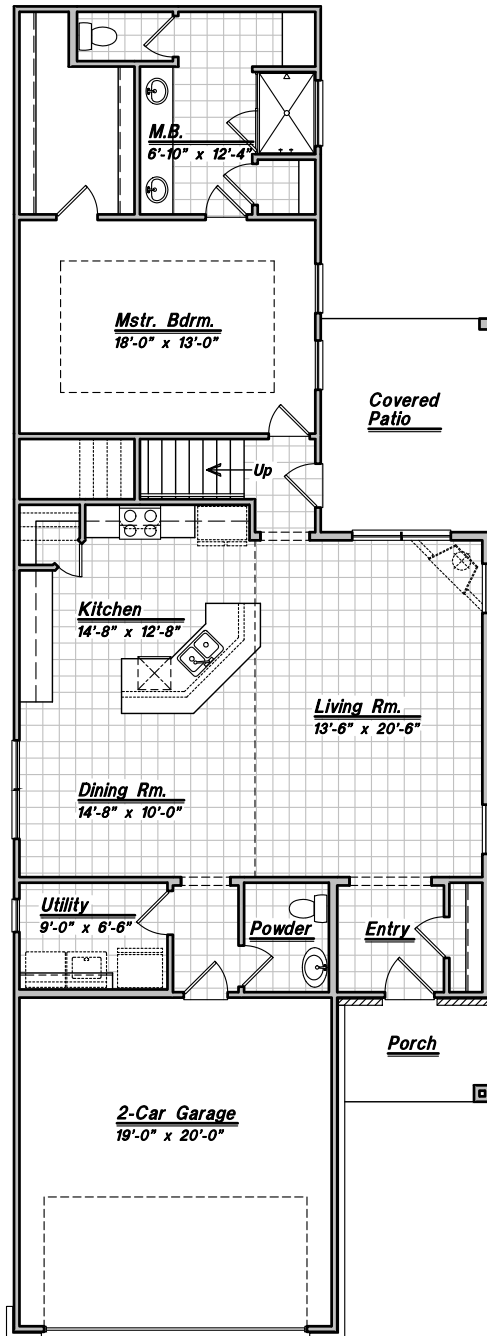 M.B.
6'-10" x 12'-4"
Mstr. Bdrm.
18'-0" x 13'-0"
Covered
Patio
Up
Kitchen
14'-8" x 12'-8"
Living Rm.
13'-6" x 20'-6"
Dining Rm.
14'-8" x 10'-0"
Utility
9'-0" x 6'-6"
Powder
Entry
Porch
2-Car Garage
19'-0" x 20'-0"